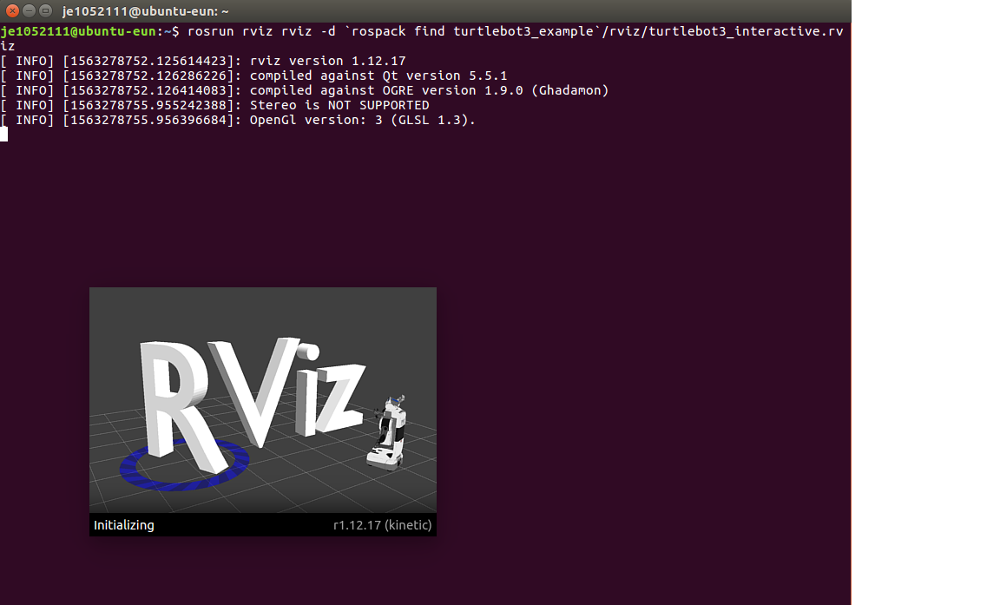 je1052111@ubuntu-eun: ~
je1052111@ubuntu-eun:~$ rosrun rviz rviz -d `rospack find turtlebot3_example`/rviz/turtlebot3_interactive.rv
iz
[ INFO] [1563278752.125614423]: rviz version 1.12.17
[ INFO] [1563278752.126286226]: compiled against Qt version 5.5.1
[ INFO] [1563278752.126414083]: compiled against OGRE version 1.9.0 (Ghadamon)
[ INFO] [1563278755.955242388]: Stereo is NOT SUPPORTED
[ INFO] [1563278755.956396684]: OpenGl version: 3 (GLSL 1.3).
RViz
Initializing r1.12.17 (kinetic)